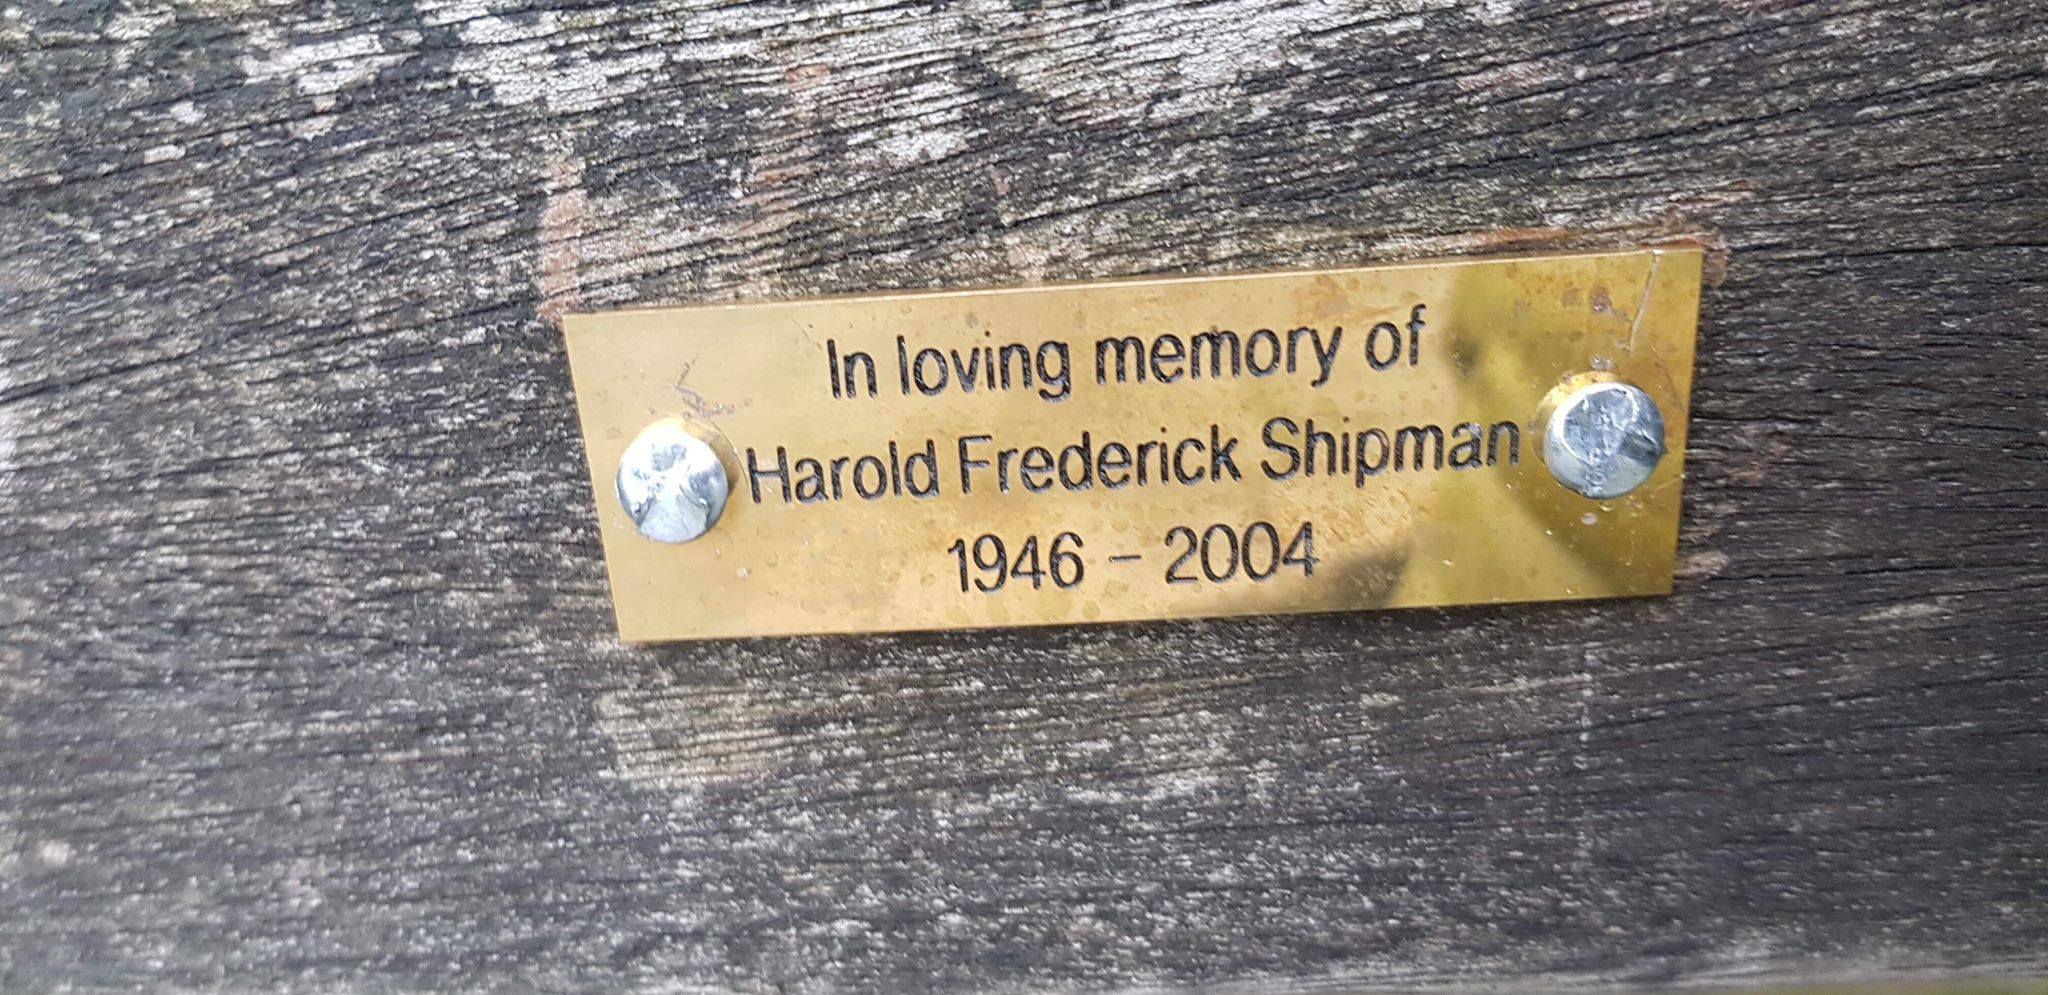 In loving memory of
Harold Frederick Shipman
1946 – 2004